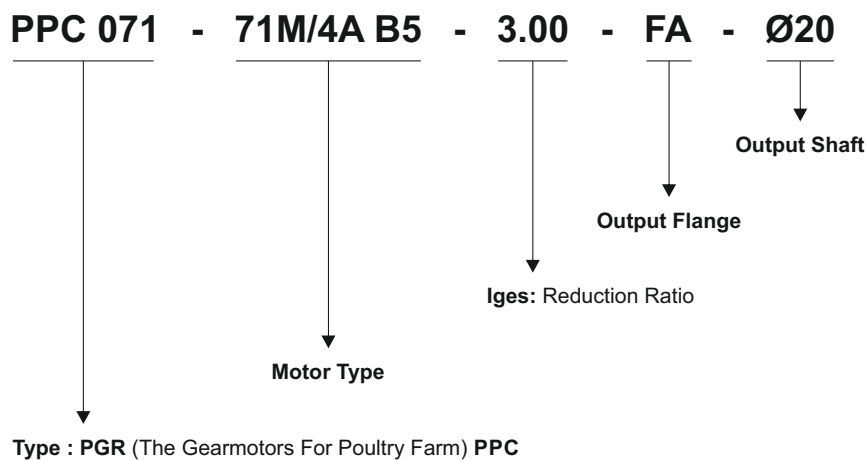 PPC 071 - 71M/4A B5 - 3.00 - FA - Ø20
Output Shaft
Output Flange
Iges: Reduction Ratio
Motor Type
Type : PGR (The Gearmotors For Poultry Farm) PPC